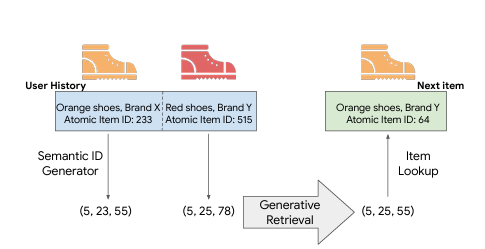 User History
Next item
Orange shoes, Brand X
Atomic Item ID: 233
Red shoes, Brand Y
Atomic Item ID: 515
Orange shoes, Brand Y
Atomic Item ID: 64
Semantic ID
Generator
Item
Lookup
(5, 23, 55)
(5, 25, 78)
Generative
Retrieval
(5, 25, 55)